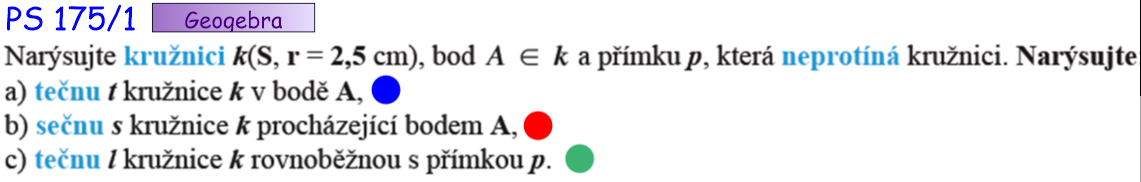 PS 175/1 Geogebra
Narýsujte kružnici k(S, r = 2,5 cm), bod A ∈ k a přímku p, která neprotíná kružnici. Narýsujte
a) tečnu t kružnice k v bodě A,
b) sečnu s kružnice k procházející bodem A,
c) tečnu l kružnice k rovnoběžnou s přímkou p.